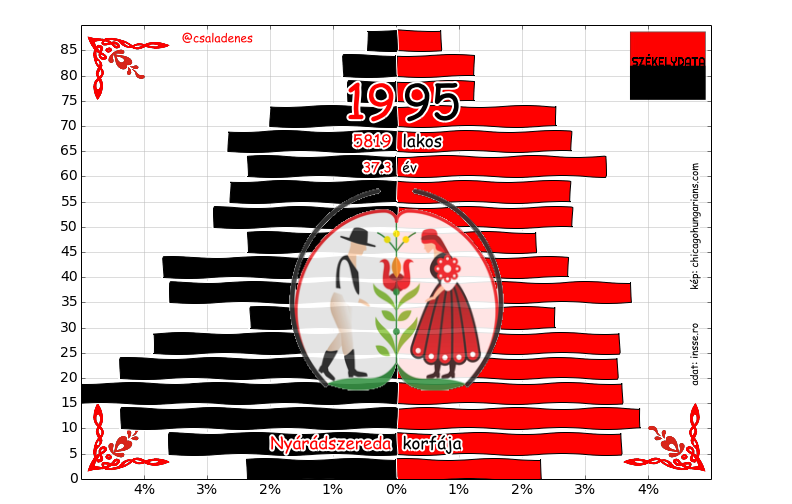 @csaladenes
SZÉKELYDATA
1995
5819 lakos
37.3 év
kép: chicagohungarians.com
adat: insse.ro
Nyárádszereda korfája
85
80
75
70
65
60
55
50
45
40
35
30
25
20
15
10
5
0
4% 3% 2% 1% 0% 1% 2% 3% 4%